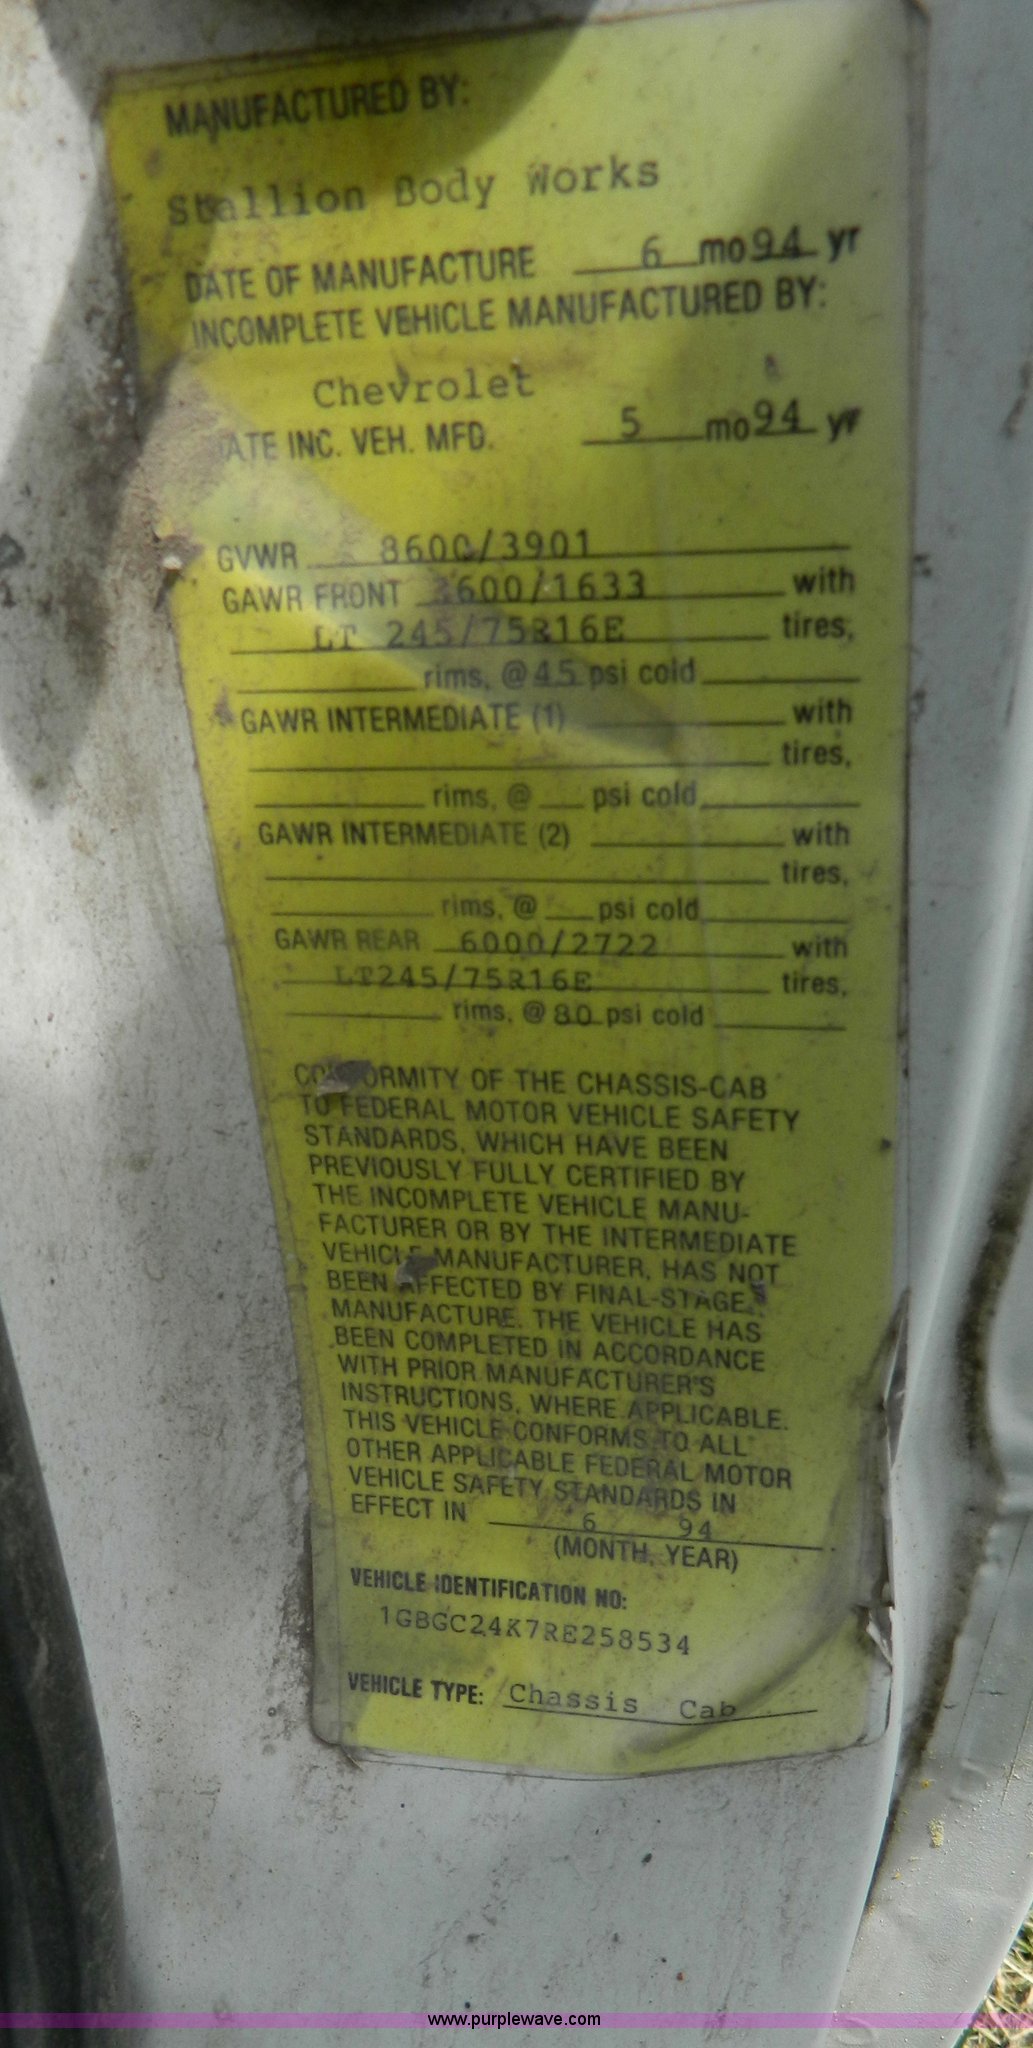 MANUFACTURED BY:
Stallion Body Works
DATE OF MANUFACTURE 6 mo 94 yr
INCOMPLETE VEHICLE MANUFACTURED BY:
Chevrolet
DATE INC. VEH. MFD. 5 mo 94 yr
GVWR 8600/3901
GAWR FRONT 3600/1633 with
LT 245/75R16E tires,
rims, @ 45 psi cold
GAWR INTERMEDIATE (1) with
tires,
rims, @ psi cold
GAWR INTERMEDIATE (2) with
tires,
rims, @ psi cold
GAWR REAR 6000/2722 with
LT245/75R16E tires,
rims, @ 80 psi cold
CONFORMITY OF THE CHASSIS-CAB
TO FEDERAL MOTOR VEHICLE SAFETY
STANDARDS, WHICH HAVE BEEN
PREVIOUSLY FULLY CERTIFIED BY
THE INCOMPLETE VEHICLE MANU-
FACTURER OR BY THE INTERMEDIATE
VEHICLE MANUFACTURER, HAS NOT
BEEN AFFECTED BY FINAL-STAGE
MANUFACTURE. THE VEHICLE HAS
BEEN COMPLETED IN ACCORDANCE
WITH PRIOR MANUFACTURER'S
INSTRUCTIONS, WHERE APPLICABLE.
THIS VEHICLE CONFORMS TO ALL
OTHER APPLICABLE FEDERAL MOTOR
VEHICLE SAFETY STANDARDS IN
EFFECT IN 6 94
(MONTH, YEAR)
VEHICLE IDENTIFICATION NO:
1GBGC24K7RE258534
VEHICLE TYPE: Chassis Cab
www.purplewave.com